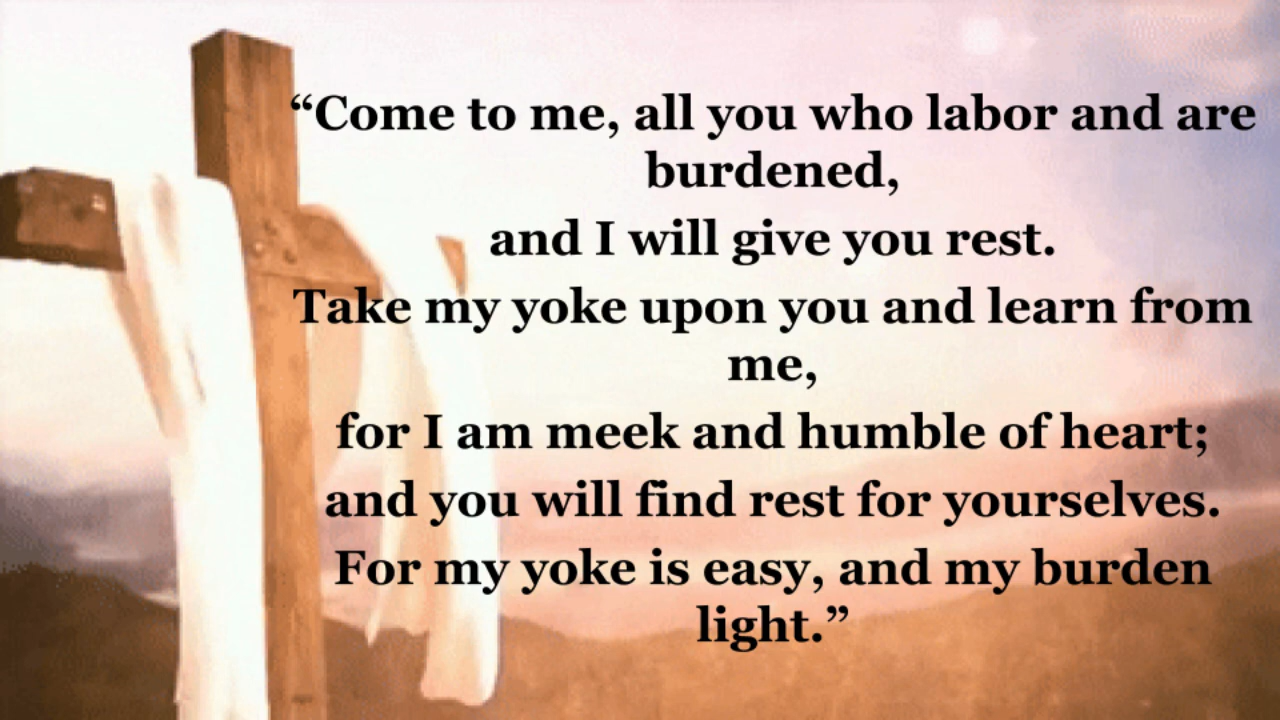 “Come to me, all you who labor and are
burdened,
and I will give you rest.
Take my yoke upon you and learn from
me,
for I am meek and humble of heart;
and you will find rest for yourselves.
For my yoke is easy, and my burden
light.”